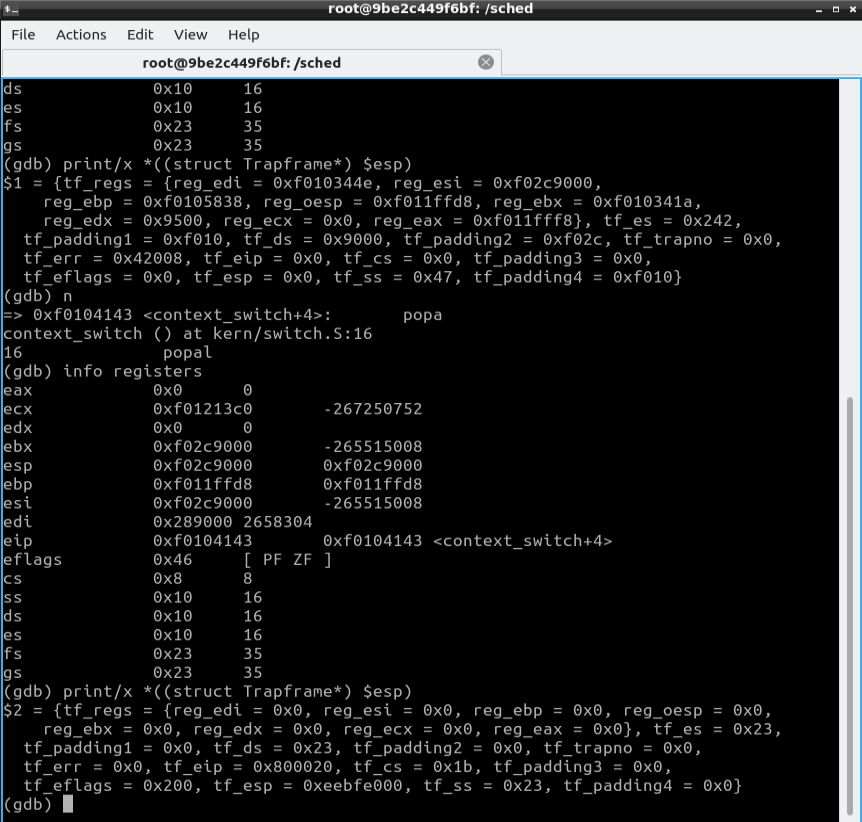 root@9be2c449f6bf: /sched
File Actions Edit View Help
root@9be2c449f6bf: /sched
ds 0x10 16
es 0x10 16
fs 0x23 35
gs 0x23 35
(gdb) print/x *((struct Trapframe*) $esp)
$1 = {tf_regs = {reg_edi = 0xf010344e, reg_esi = 0xf02c9000,
reg_ebp = 0xf0105838, reg_oesp = 0xf011ffd8, reg_ebx = 0xf010341a,
reg_edx = 0x9500, reg_ecx = 0x0, reg_eax = 0xf011fff8}, tf_es = 0x242,
tf_padding1 = 0xf010, tf_ds = 0x9000, tf_padding2 = 0xf02c, tf_trapno = 0x0,
tf_err = 0x42008, tf_eip = 0x0, tf_cs = 0x0, tf_padding3 = 0x0,
tf_eflags = 0x0, tf_esp = 0x0, tf_ss = 0x47, tf_padding4 = 0xf010}
(gdb) n
=> 0xf0104143 <context_switch+4>: popa
context_switch () at kern/switch.S:16
16 popal
(gdb) info registers
eax 0x0 0
ecx 0xf01213c0 -267250752
edx 0x0 0
ebx 0xf02c9000 -265515008
esp 0xf02c9000 0xf02c9000
ebp 0xf011ffd8 0xf011ffd8
esi 0xf02c9000 -265515008
edi 0x289000 2658304
eip 0xf0104143 0xf0104143 <context_switch+4>
eflags 0x46 [ PF ZF ]
cs 0x8 8
ss 0x10 16
ds 0x10 16
es 0x10 16
fs 0x23 35
gs 0x23 35
(gdb) print/x *((struct Trapframe*) $esp)
$2 = {tf_regs = {reg_edi = 0x0, reg_esi = 0x0, reg_ebp = 0x0, reg_oesp = 0x0,
reg_ebx = 0x0, reg_edx = 0x0, reg_ecx = 0x0, reg_eax = 0x0}, tf_es = 0x23,
tf_padding1 = 0x0, tf_ds = 0x23, tf_padding2 = 0x0, tf_trapno = 0x0,
tf_err = 0x0, tf_eip = 0x800020, tf_cs = 0x1b, tf_padding3 = 0x0,
tf_eflags = 0x200, tf_esp = 0xeebfe000, tf_ss = 0x23, tf_padding4 = 0x0}
(gdb)